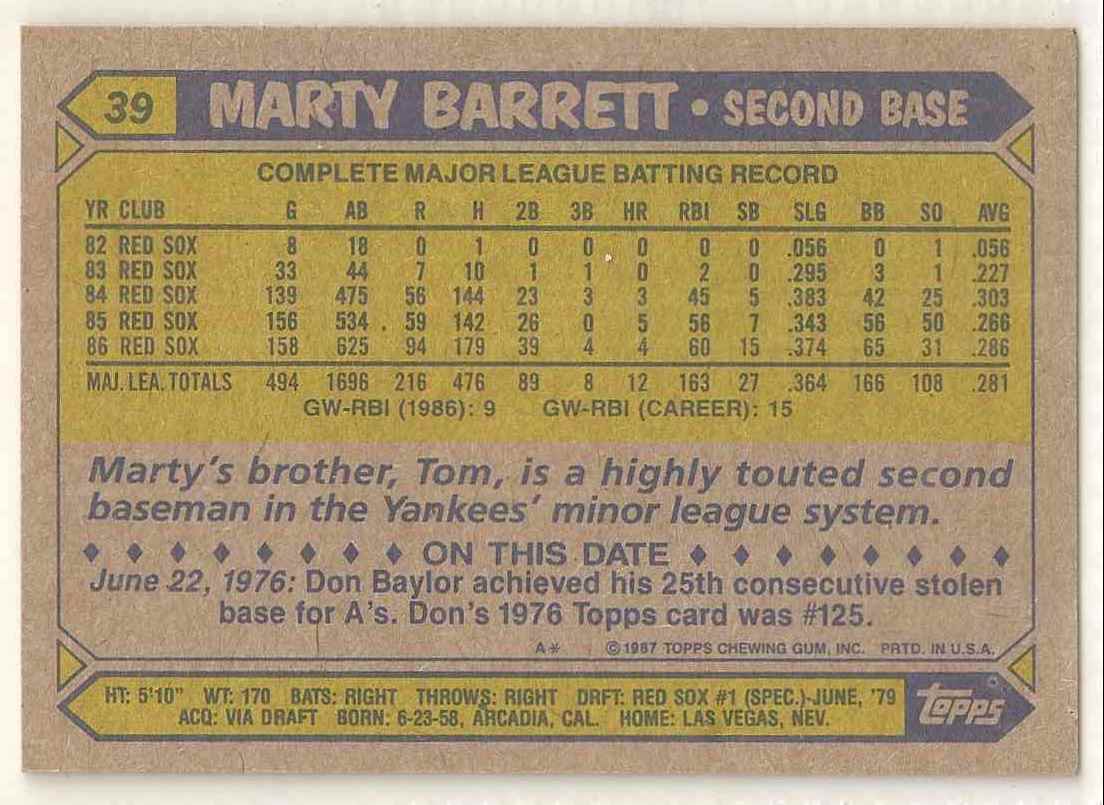 39 MARTY BARRETT • SECOND BASE
COMPLETE MAJOR LEAGUE BATTING RECORD
YR CLUB G AB R H 2B 3B HR RBI SB SLG BB SO AVG
82 RED SOX 8 18 0 1 0 0 0 0 0 .056 0 1 .056
83 RED SOX 33 44 7 10 1 1 0 2 0 .295 3 1 .227
84 RED SOX 139 475 56 144 23 3 3 45 5 .383 42 25 .303
85 RED SOX 156 534 59 142 26 0 5 56 7 .343 56 50 .266
86 RED SOX 158 625 94 179 39 4 4 60 15 .374 65 31 .286
MAJ. LEA. TOTALS 494 1696 216 476 89 8 12 163 27 .364 166 108 .281
GW-RBI (1986): 9 GW-RBI (CAREER): 15
Marty's brother, Tom, is a highly touted second
baseman in the Yankees' minor league system.
♦ ♦ ♦ ♦ ♦ ♦ ♦ ♦ ON THIS DATE ♦ ♦ ♦ ♦ ♦ ♦ ♦ ♦
June 22, 1976: Don Baylor achieved his 25th consecutive stolen
base for A's. Don's 1976 Topps card was #125.
A* © 1987 TOPPS CHEWING GUM, INC. PRTD. IN U.S.A.
HT: 5'10" WT: 170 BATS: RIGHT THROWS: RIGHT DRFT: RED SOX #1 (SPEC.)-JUNE, '79
ACQ: VIA DRAFT BORN: 6-23-58, ARCADIA, CAL. HOME: LAS VEGAS, NEV.
topps